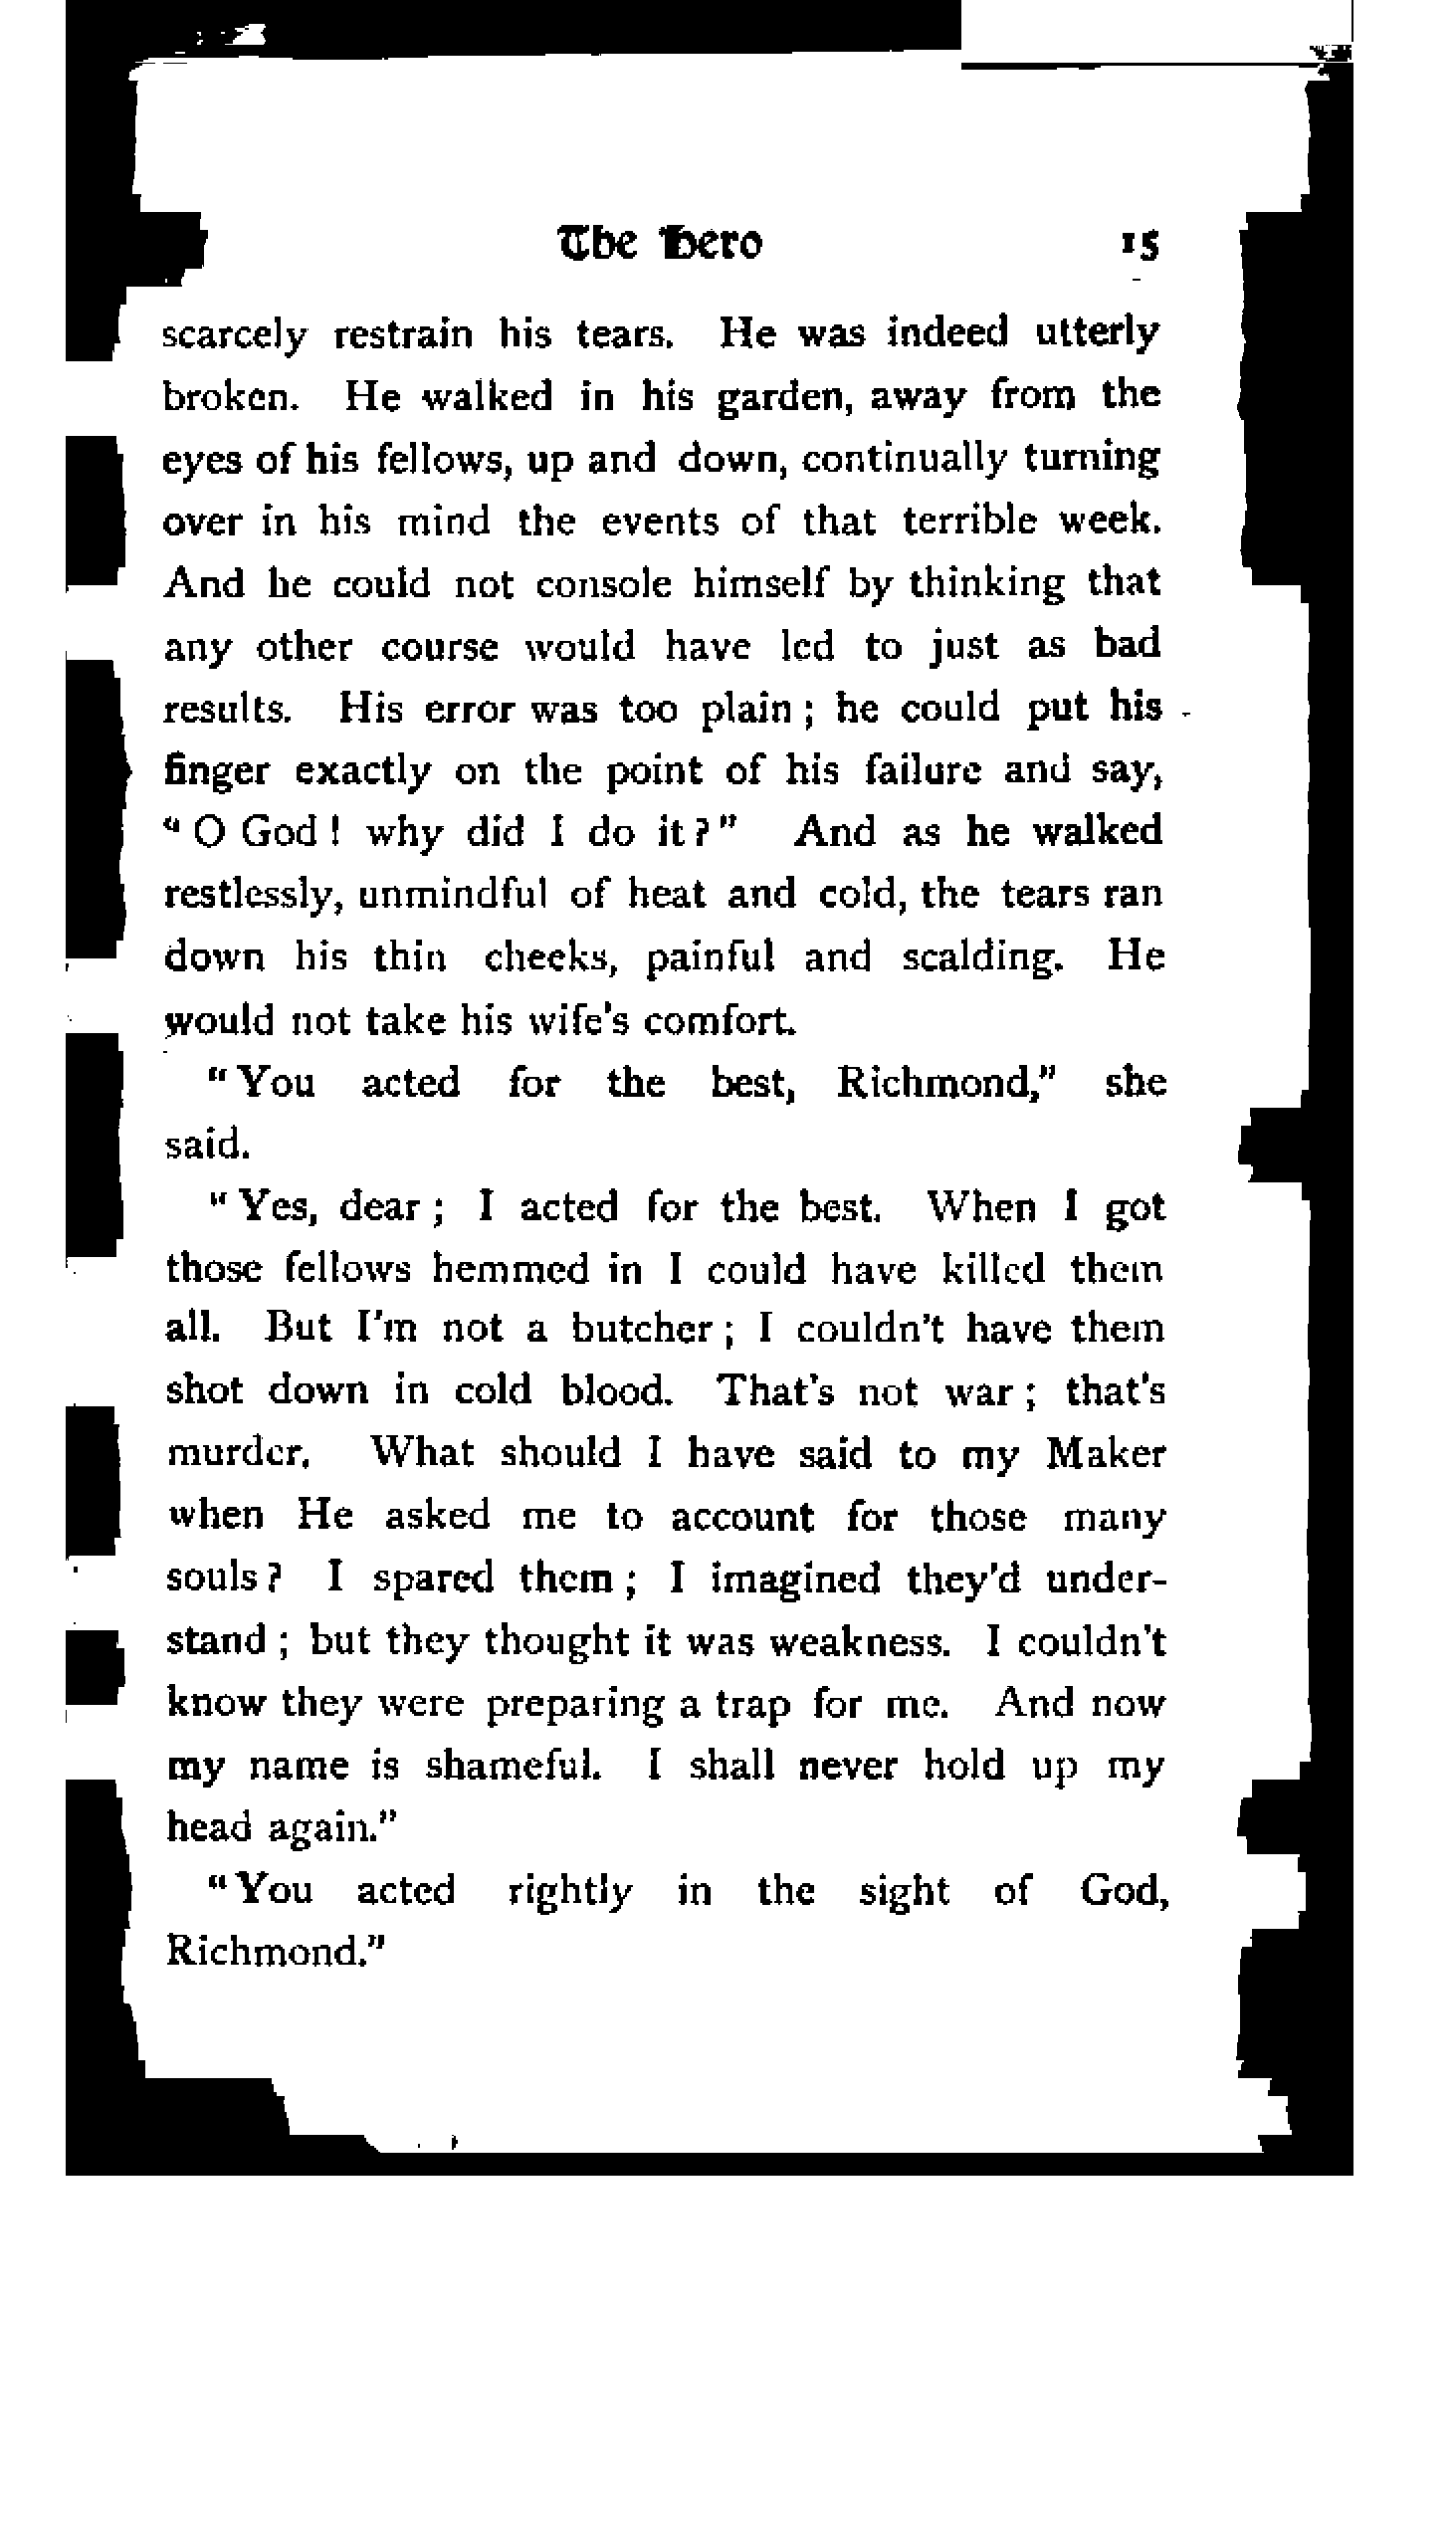 The Hero 15
scarcely restrain his tears. He was indeed utterly
broken. He walked in his garden, away from the
eyes of his fellows, up and down, continually turning
over in his mind the events of that terrible week.
And he could not console himself by thinking that
any other course would have led to just as bad
results. His error was too plain; he could put his
finger exactly on the point of his failure and say,
"O God! why did I do it?" And as he walked
restlessly, unmindful of heat and cold, the tears ran
down his thin cheeks, painful and scalding. He
would not take his wife's comfort.
"You acted for the best, Richmond," she
said.
"Yes, dear; I acted for the best. When I got
those fellows hemmed in I could have killed them
all. But I'm not a butcher; I couldn't have them
shot down in cold blood. That's not war; that's
murder. What should I have said to my Maker
when He asked me to account for those many
souls? I spared them; I imagined they'd under-
stand; but they thought it was weakness. I couldn't
know they were preparing a trap for me. And now
my name is shameful. I shall never hold up my
head again."
"You acted rightly in the sight of God,
Richmond."